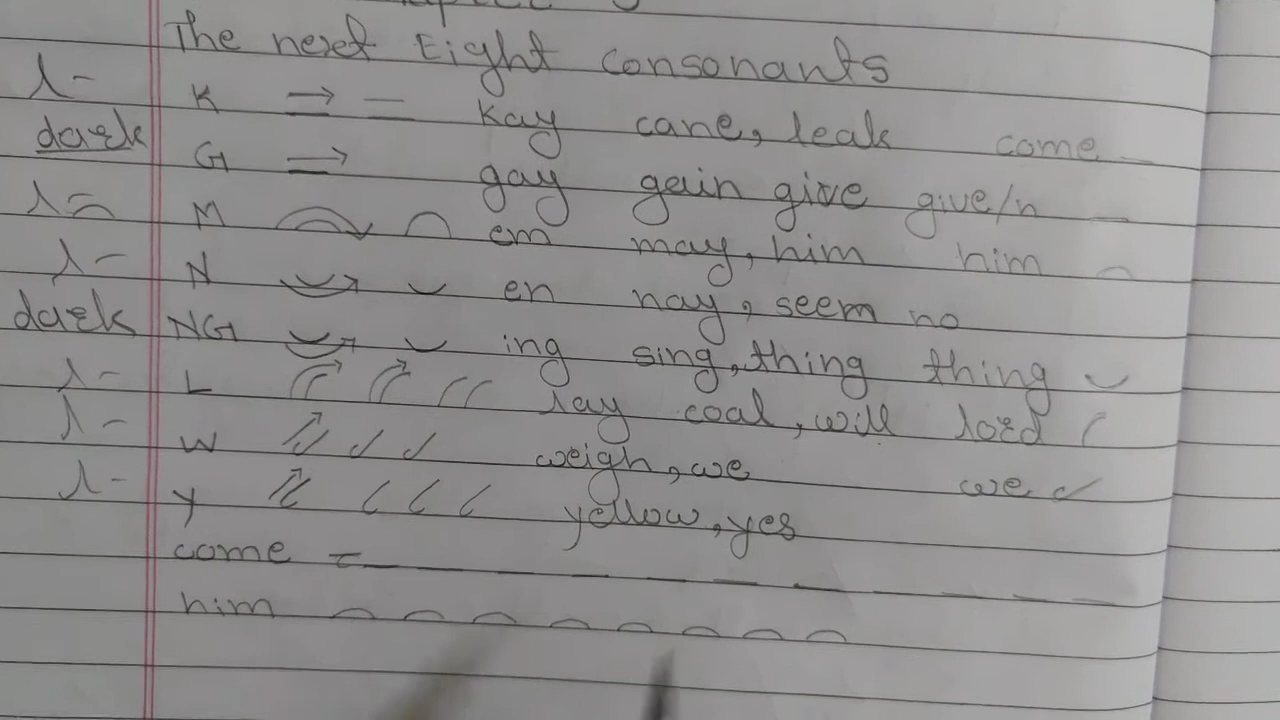 The next Eight consonants
K → — kay cane, leak come —
dark G → gay gain give give/n —
M em may, him him
N en nay, seem no
dark NG ing sing, thing thing
L lay coal, will lord
W weigh, we we
Y yellow, yes
come
him